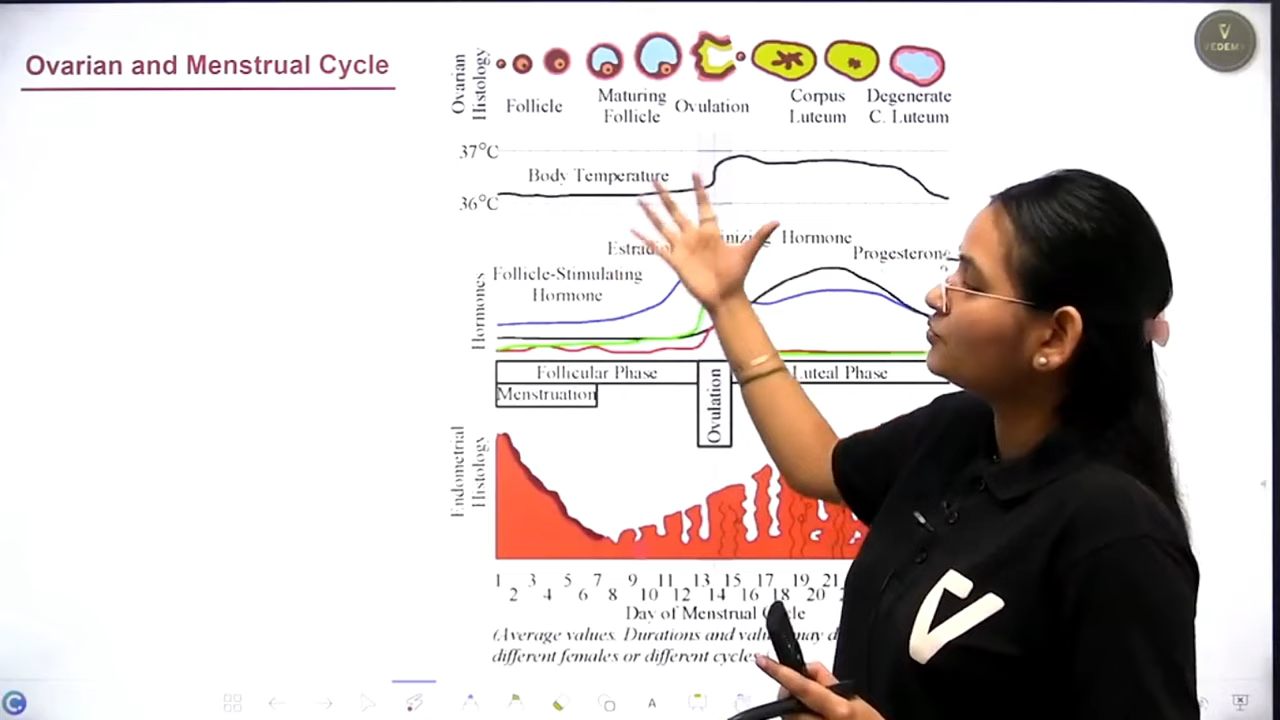 Ovarian and Menstrual Cycle
VEDEMY
Ovarian
Histology
Follicle
Maturing
Follicle
Ovulation
Corpus
Luteum
Degenerate
C. Luteum
37°C
Body Temperature
36°C
Hormone
Progesterone
Follicle-Stimulating
Hormone
Hormones
Follicular Phase
Luteal Phase
Menstruation
Ovulation
Endometrial
Histology
1 3 5 7 9 11 13 15 17 19 21
2 4 6 8 10 12 14 16 18 20
Day of Menstrual
(Average values. Durations and
different females or different cycles
A